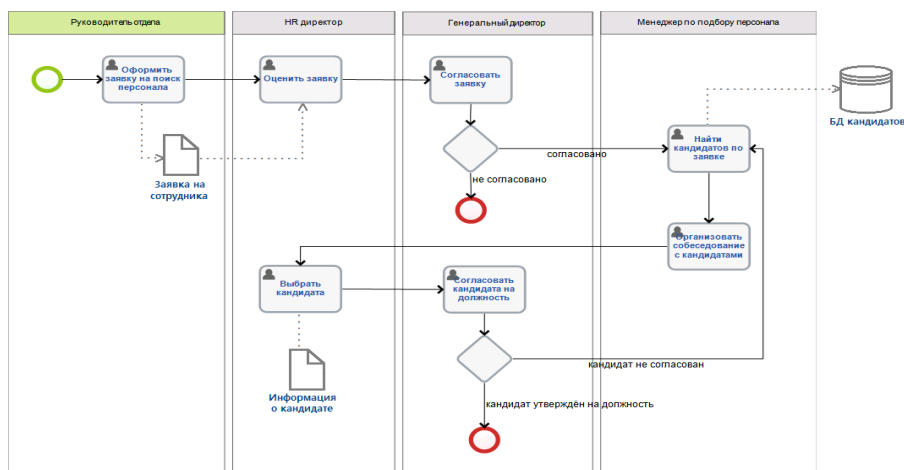 Руководитель отдела
HR директор
Генеральный директор
Менеджер по подбору персонала
Оформить
заявку на поиск
персонала
Оценить заявку
Согласовать
заявку
БД кандидатов
Найти
кандидатов по
заявке
согласовано
не согласовано
Заявка на
сотрудника
Организовать
собеседование
с кандидатами
Выбрать
кандидата
Согласовать
кандидата на
должность
кандидат не согласован
Информация
о кандидате
кандидат утверждён на должность